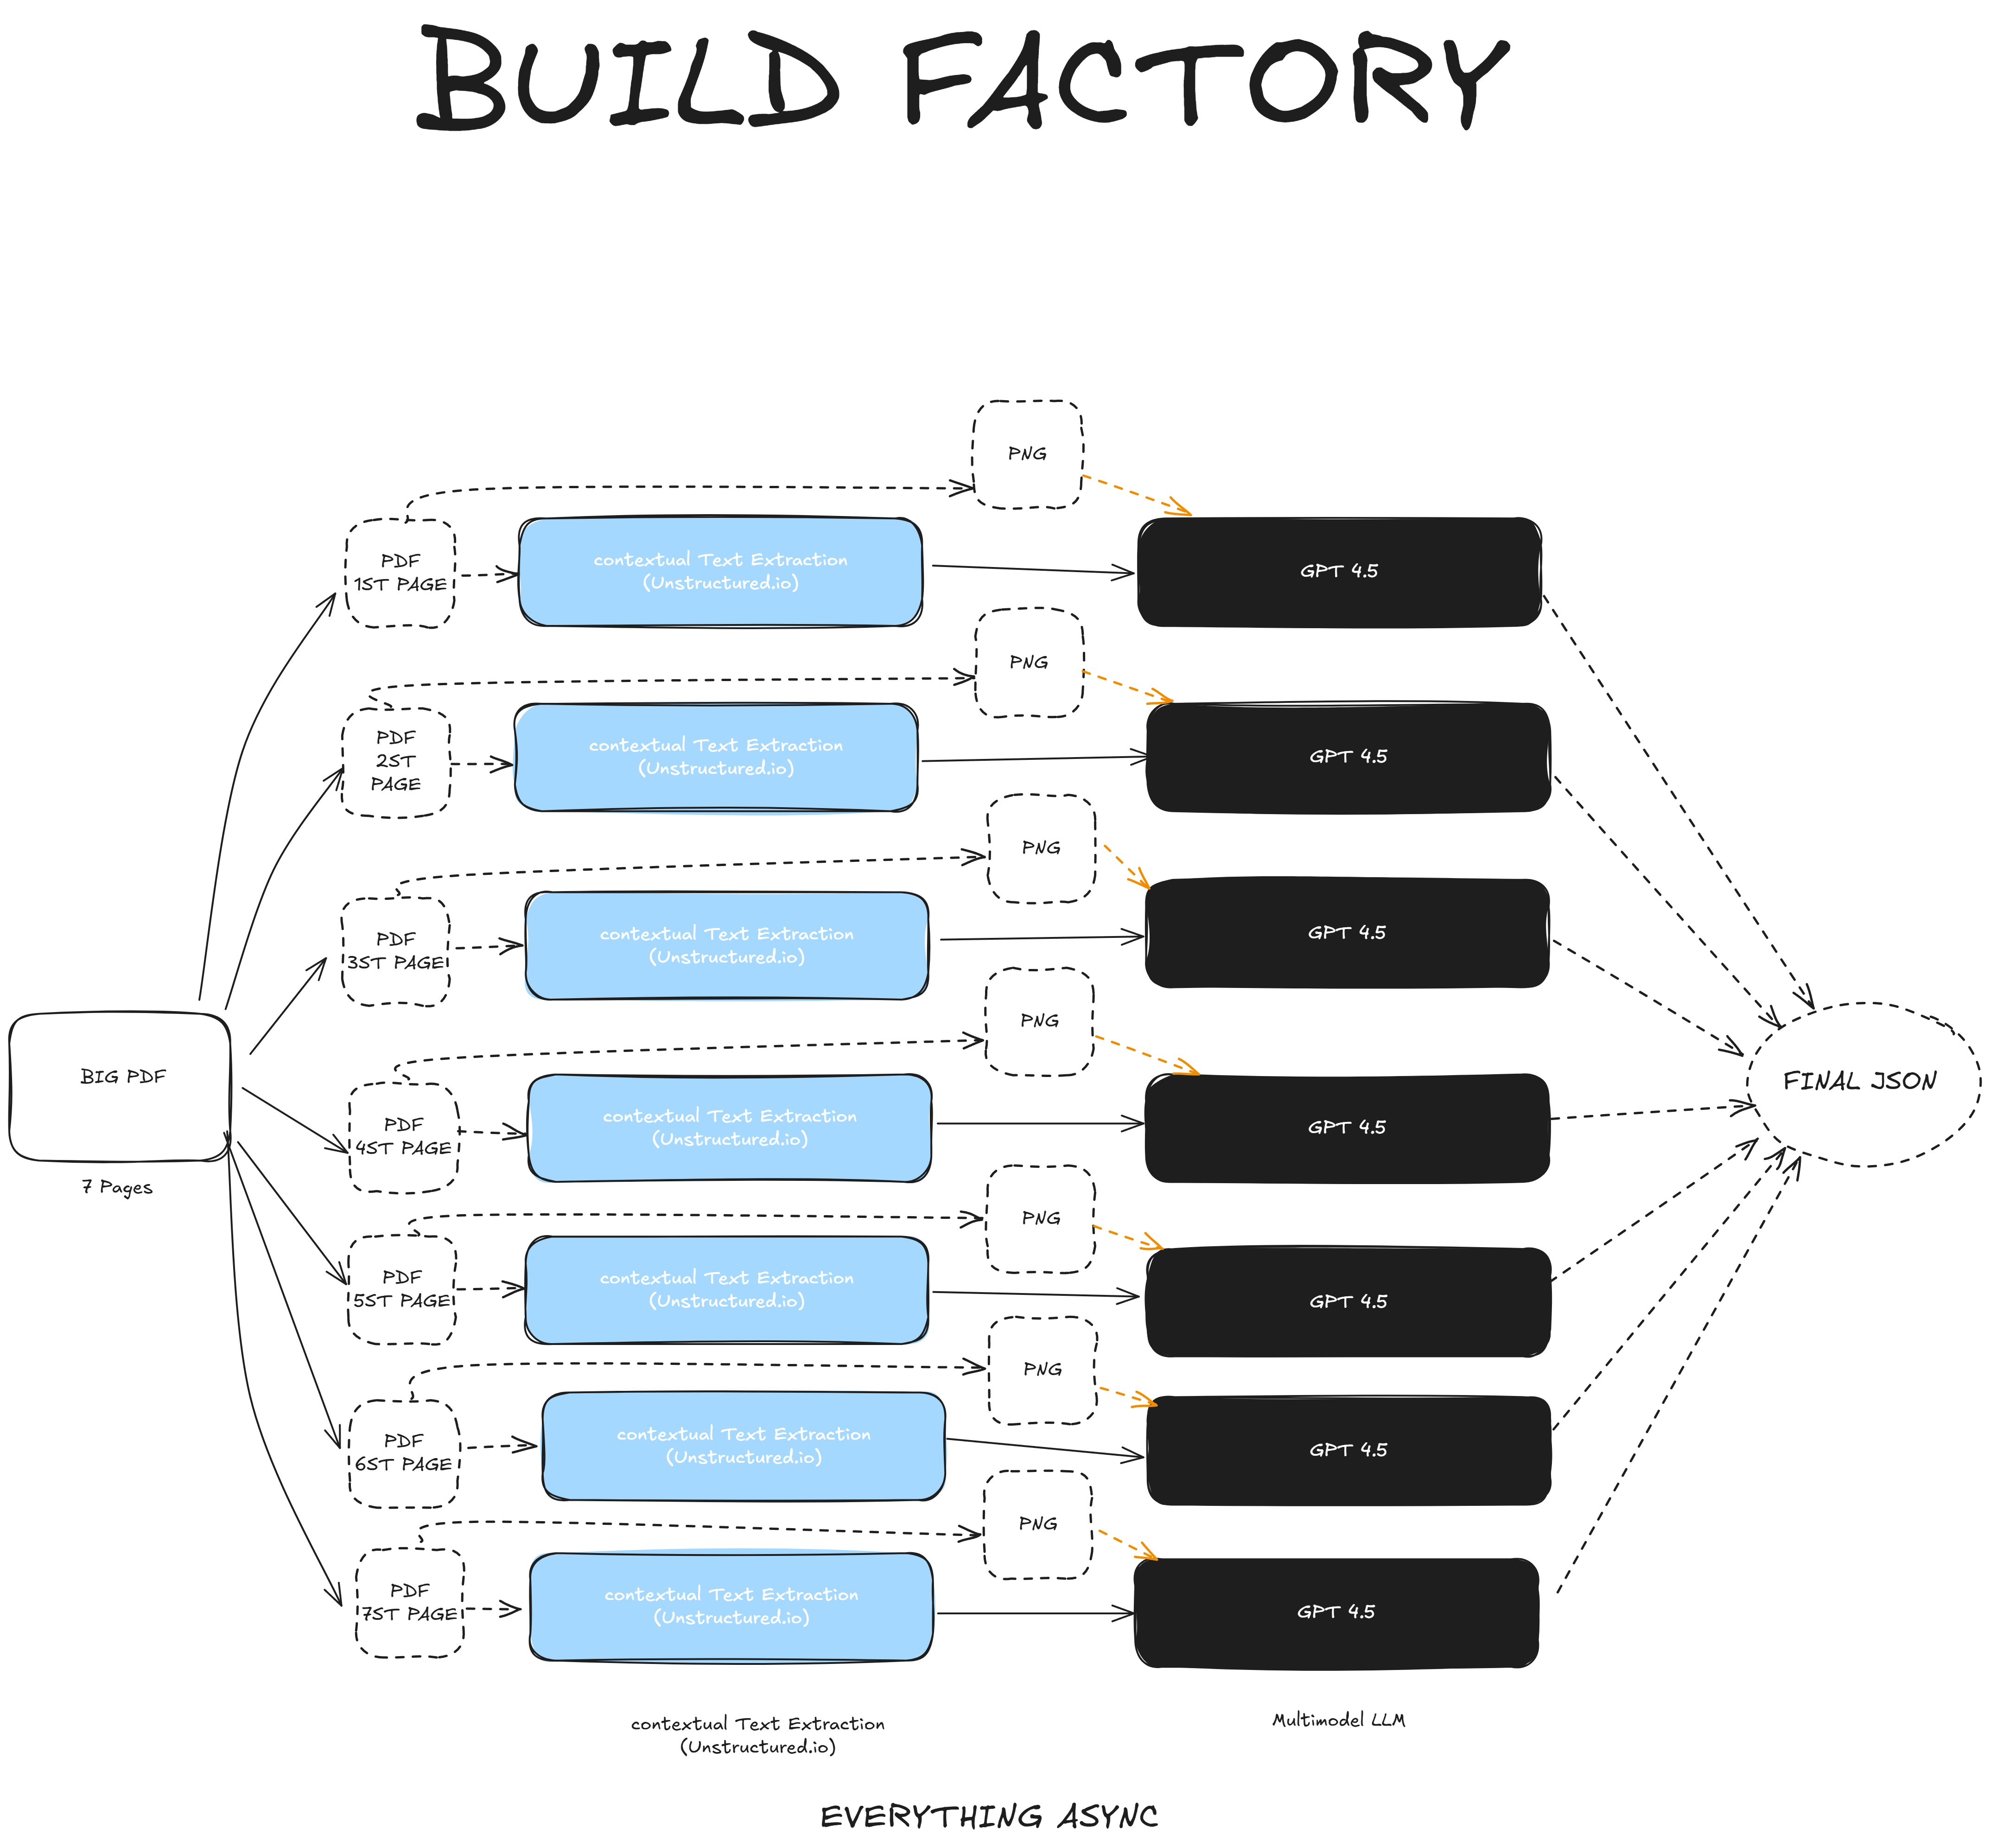 BUILD FACTORY
PNG
PDF
1ST PAGE
contextual Text Extraction
(Unstructured.io)
GPT 4.5
PNG
PDF
2ST
PAGE
contextual Text Extraction
(Unstructured.io)
GPT 4.5
PNG
PDF
3ST PAGE
contextual Text Extraction
(Unstructured.io)
GPT 4.5
PNG
BIG PDF
7 Pages
PDF
4ST PAGE
contextual Text Extraction
(Unstructured.io)
GPT 4.5
FINAL JSON
PNG
PDF
5ST PAGE
contextual Text Extraction
(Unstructured.io)
GPT 4.5
PNG
PDF
6ST PAGE
contextual Text Extraction
(Unstructured.io)
GPT 4.5
PNG
PDF
7ST PAGE
contextual Text Extraction
(Unstructured.io)
GPT 4.5
contextual Text Extraction
(Unstructured.io)
Multimodel LLM
EVERYTHING ASYNC